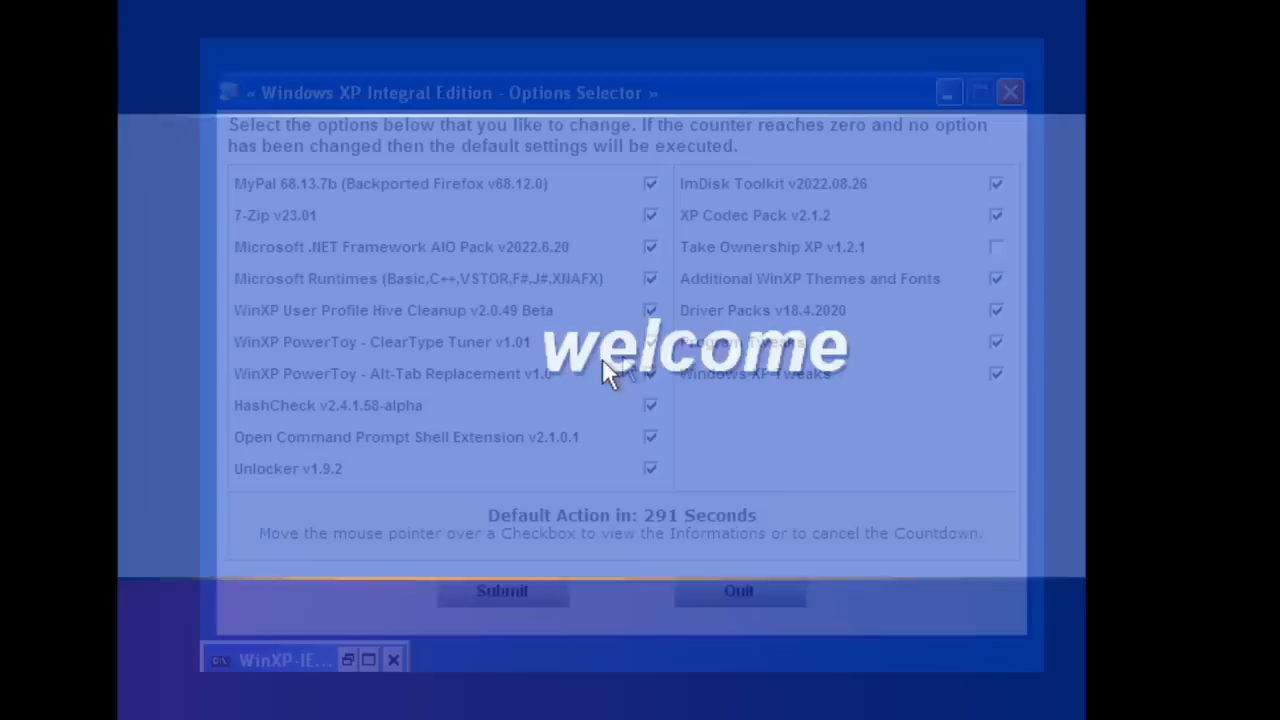 « Windows XP Integral Edition - Options Selector »
Select the options below that you like to change. If the counter reaches zero and no option
has been changed then the default settings will be executed.
MyPal 68.13.7b (Backported Firefox v68.12.0)
7-Zip v23.01
Microsoft .NET Framework AIO Pack v2022.6.20
Microsoft Runtimes (Basic,C++,VSTOR,F#,J#,XNAFX)
WinXP User Profile Hive Cleanup v2.0.49 Beta
WinXP PowerToy - ClearType Tuner v1.01
WinXP PowerToy - Alt-Tab Replacement v1.0
HashCheck v2.4.1.58-alpha
Open Command Prompt Shell Extension v2.1.0.1
Unlocker v1.9.2
ImDisk Toolkit v2022.08.26
XP Codec Pack v2.1.2
Take Ownership XP v1.2.1
Additional WinXP Themes and Fonts
Driver Packs v18.4.2020
Program Tweaks
Windows XP Tweaks
welcome
Default Action in: 291 Seconds
Move the mouse pointer over a Checkbox to view the Informations or to cancel the Countdown.
Submit
Quit
WinXP-IE...